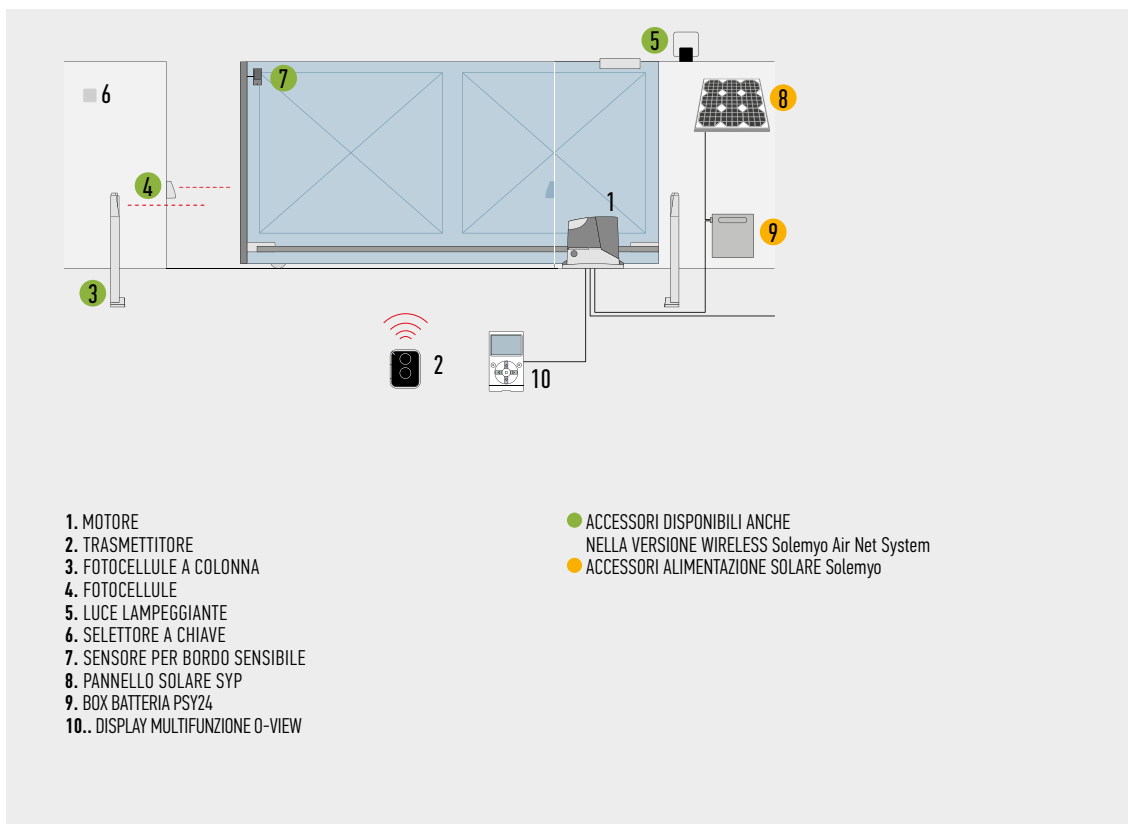 5
7
8
6
4
1
9
3
2
10
1. MOTORE
2. TRASMETTITORE
3. FOTOCELLULE A COLONNA
4. FOTOCELLULE
5. LUCE LAMPEGGIANTE
6. SELETTORE A CHIAVE
7. SENSORE PER BORDO SENSIBILE
8. PANNELLO SOLARE SYP
9. BOX BATTERIA PSY24
10.. DISPLAY MULTIFUNZIONE O-VIEW
ACCESSORI DISPONIBILI ANCHE
NELLA VERSIONE WIRELESS Solemyo Air Net System
ACCESSORI ALIMENTAZIONE SOLARE Solemyo